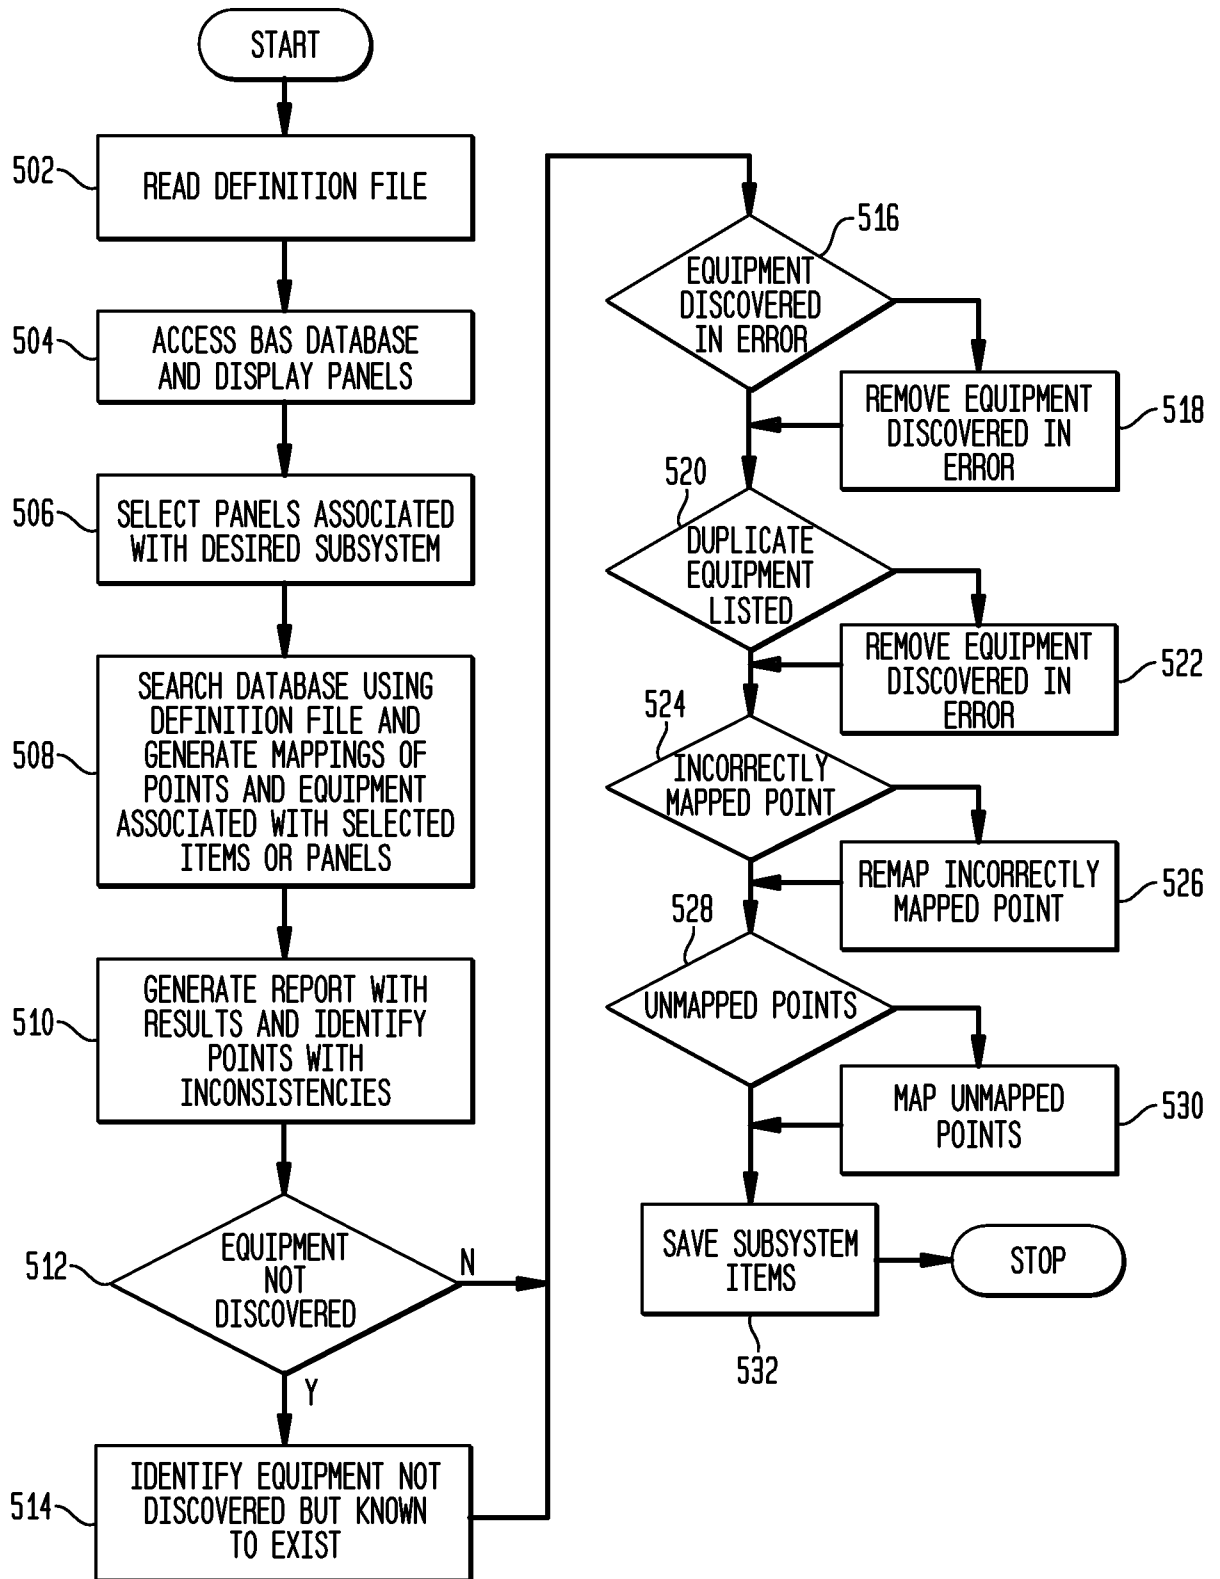 START
502
READ DEFINITION FILE
504
ACCESS BAS DATABASE
AND DISPLAY PANELS
506
SELECT PANELS ASSOCIATED
WITH DESIRED SUBSYSTEM
508
SEARCH DATABASE USING
DEFINITION FILE AND
GENERATE MAPPINGS OF
POINTS AND EQUIPMENT
ASSOCIATED WITH SELECTED
ITEMS OR PANELS
510
GENERATE REPORT WITH
RESULTS AND IDENTIFY
POINTS WITH
INCONSISTENCIES
512
EQUIPMENT
NOT
DISCOVERED
N
Y
514
IDENTIFY EQUIPMENT NOT
DISCOVERED BUT KNOWN
TO EXIST
516
EQUIPMENT
DISCOVERED
IN ERROR
518
REMOVE EQUIPMENT
DISCOVERED IN
ERROR
520
DUPLICATE
EQUIPMENT
LISTED
522
REMOVE EQUIPMENT
DISCOVERED IN
ERROR
524
INCORRECTLY
MAPPED POINT
526
REMAP INCORRECTLY
MAPPED POINT
528
UNMAPPED POINTS
530
MAP UNMAPPED
POINTS
SAVE SUBSYSTEM
ITEMS
532
STOP